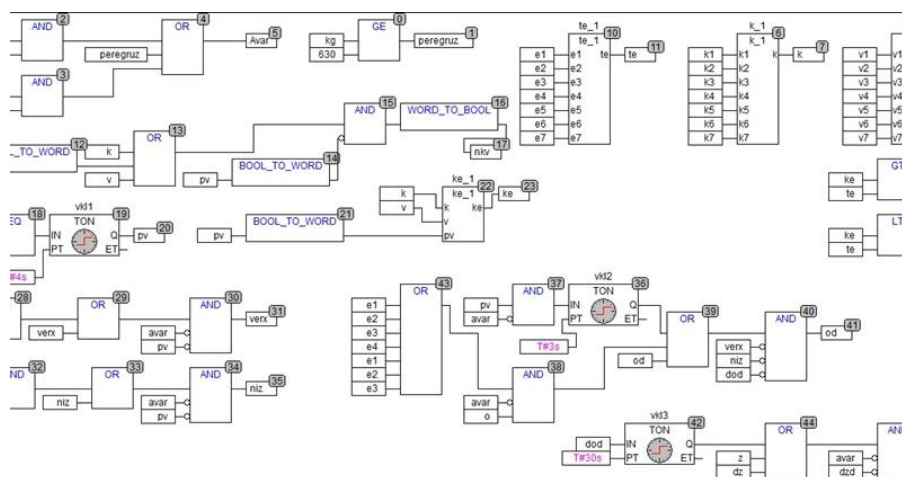 AND 2
OR 4
Avar 5
peregruz
AND 3
GE 0
kg
630
peregruz 1
te_1
te_1 10
e1 e1 te te 11
e2 e2
e3 e3
e4 e4
e5 e5
e6 e6
e7 e7
k_1
k_1 6
k1 k1 k k 7
k2 k2
k3 k3
k4 k4
k5 k5
k6 k6
k7 k7
v1 v1
v2 v2
v3 v3
v4 v4
v5 v5
v6 v6
v7 v7
L_TO_WORD 12
k
v
OR 13
pv
BOOL_TO_WORD 14
AND 15
WORD_TO_BOOL 16
nkv 17
GT
ke
te
LT
ke
te
EQ 18
T#4s
vkl1
TON 19
IN Q
PT ET
pv 20
pv
BOOL_TO_WORD 21
k
v
ke_1
ke_1 22
k ke
v
pv
ke 23
28
verx
OR 29
AND 30
avar
pv
verx 31
ND 32
niz
OR 33
AND 34
avar
pv
niz 35
e1
e2
e3
e4
e1
e2
e3
OR 43
pv
avar
AND 37
T#3s
vkl2
TON 36
IN Q
PT ET
avar
o
AND 38
od
OR 39
verx
niz
dod
AND 40
od 41
dod
T#30s
vkl3
TON 42
IN Q
PT ET
z
dz
OR 44
avar
dzd
AN